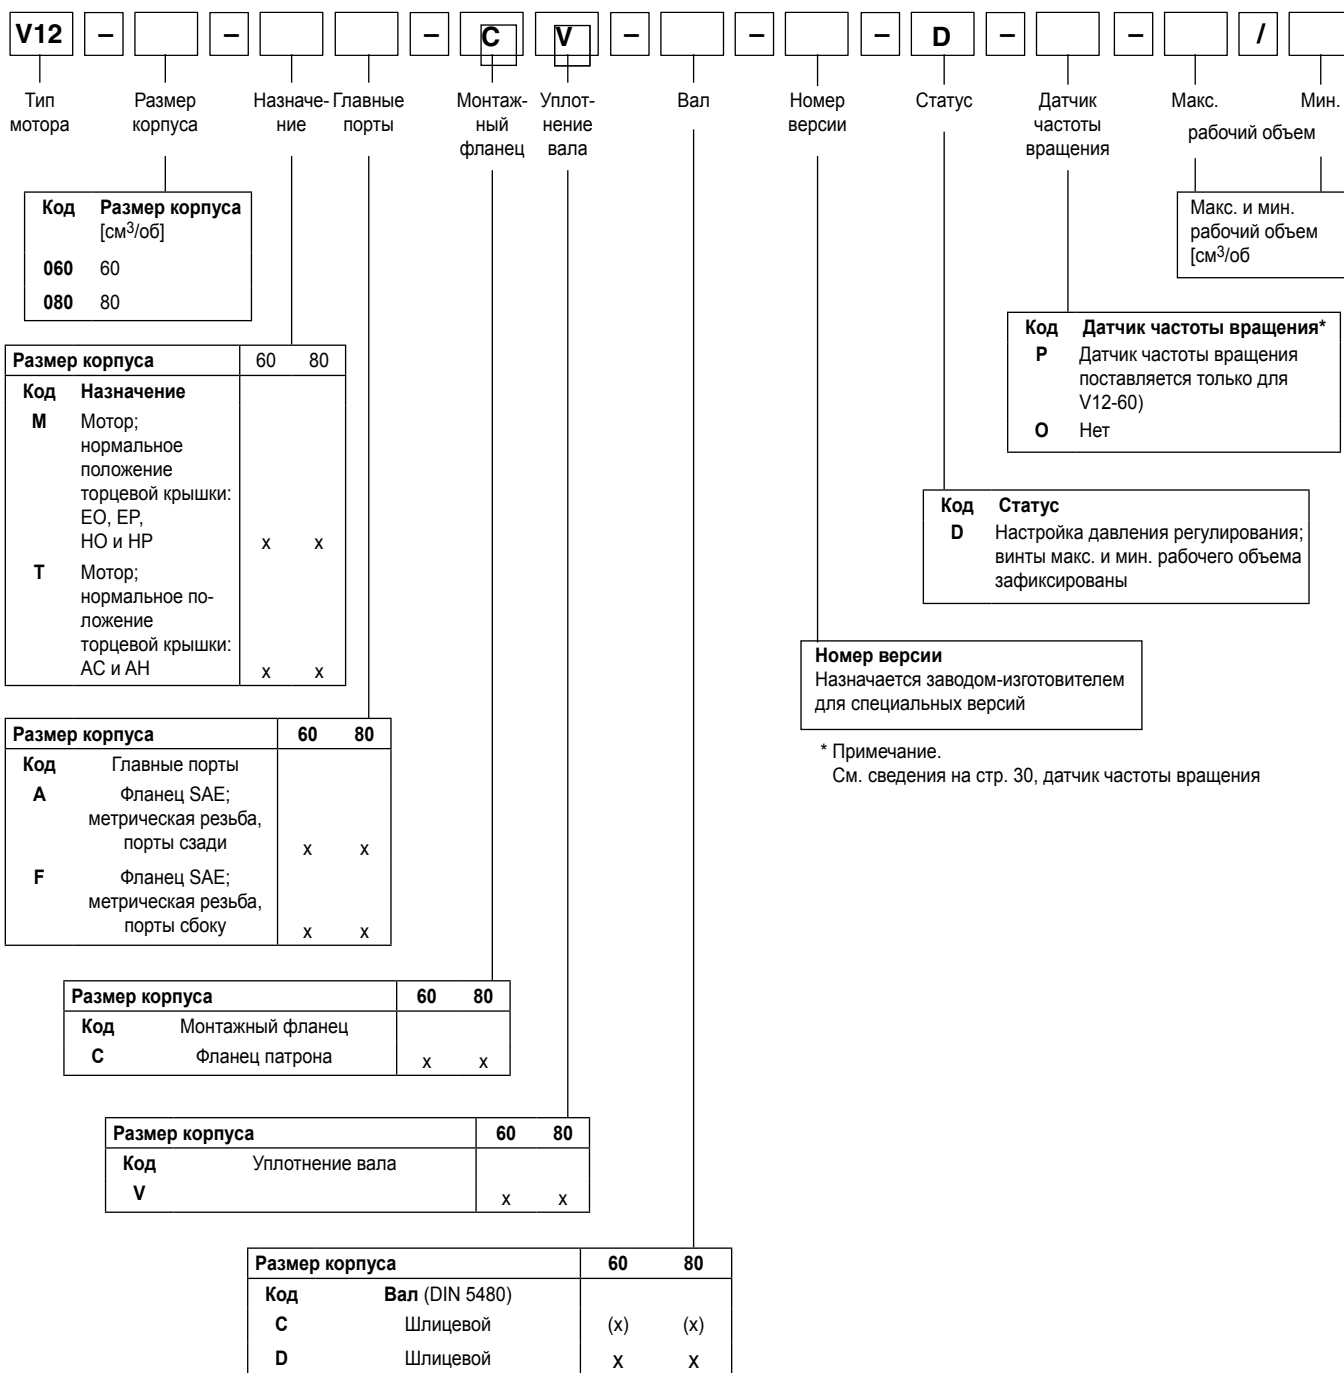 V12 – – – C V – – – D – – /
Тип мотора
Размер корпуса
Назначе-
ние
Главные
порты
Монтаж-
ный
фланец
Уплот-
нение
вала
Вал
Номер
версии
Статус
Датчик
частоты
вращения
Макс. Мин.
рабочий объем
Код Размер корпуса
[см3/об]
060 60
080 80
Макс. и мин.
рабочий объем
[см3/об
Код Датчик частоты вращения*
P Датчик частоты вращения
поставляется только для
V12-60)
O Нет
Размер корпуса 60 80
Код Назначение
M Мотор;
нормальное
положение
торцевой крышки:
EO, EP,
HO и HP x x
T Мотор;
нормальное по-
ложение
торцевой крышки:
AC и AH x x
Код Статус
D Настройка давления регулирования;
винты макс. и мин. рабочего объема
зафиксированы
Номер версии
Назначается заводом-изготовителем
для специальных версий
* Примечание.
См. сведения на стр. 30, датчик частоты вращения
Размер корпуса 60 80
Код Главные порты
A Фланец SAE;
метрическая резьба,
порты сзади x x
F Фланец SAE;
метрическая резьба,
порты сбоку x x
Размер корпуса 60 80
Код Монтажный фланец
C Фланец патрона x x
Размер корпуса 60 80
Код Уплотнение вала
V x x
Размер корпуса 60 80
Код Вал (DIN 5480)
C Шлицевой (x) (x)
D Шлицевой x x